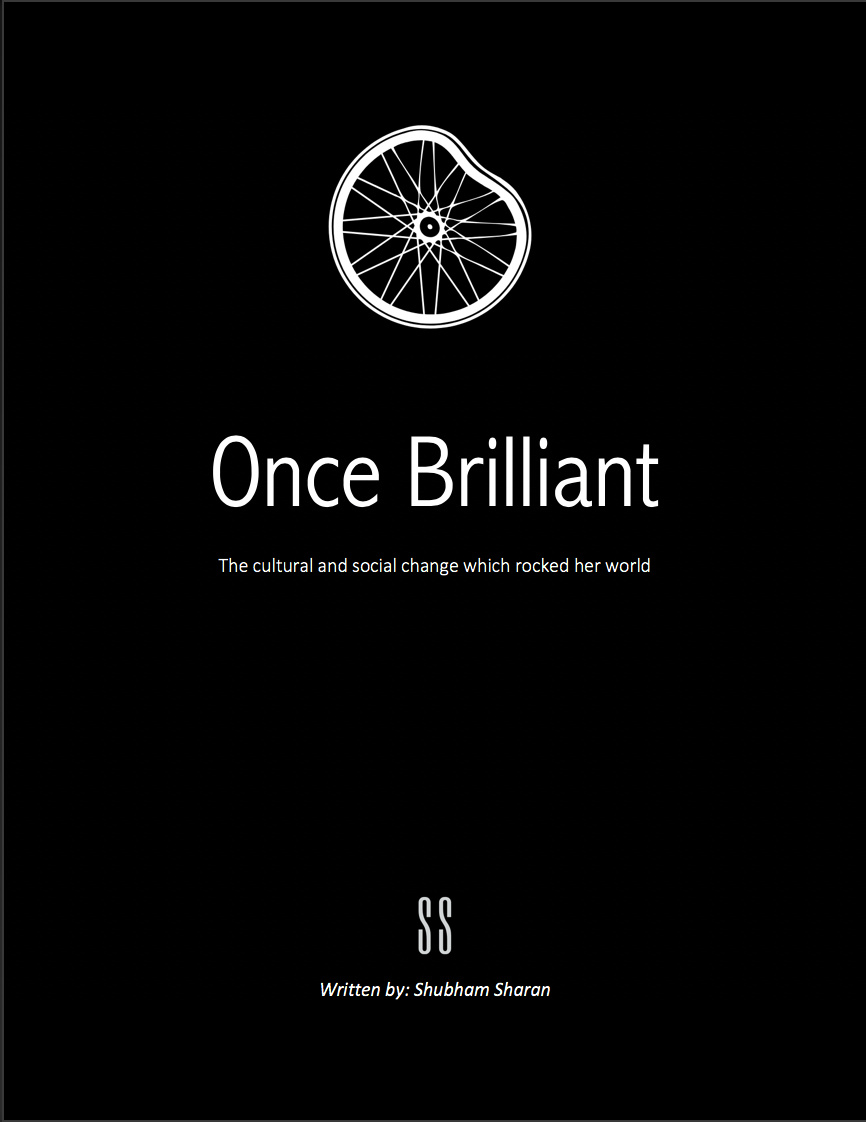 Once Brilliant
The cultural and social change which rocked her world
SS
Written by: Shubham Sharan